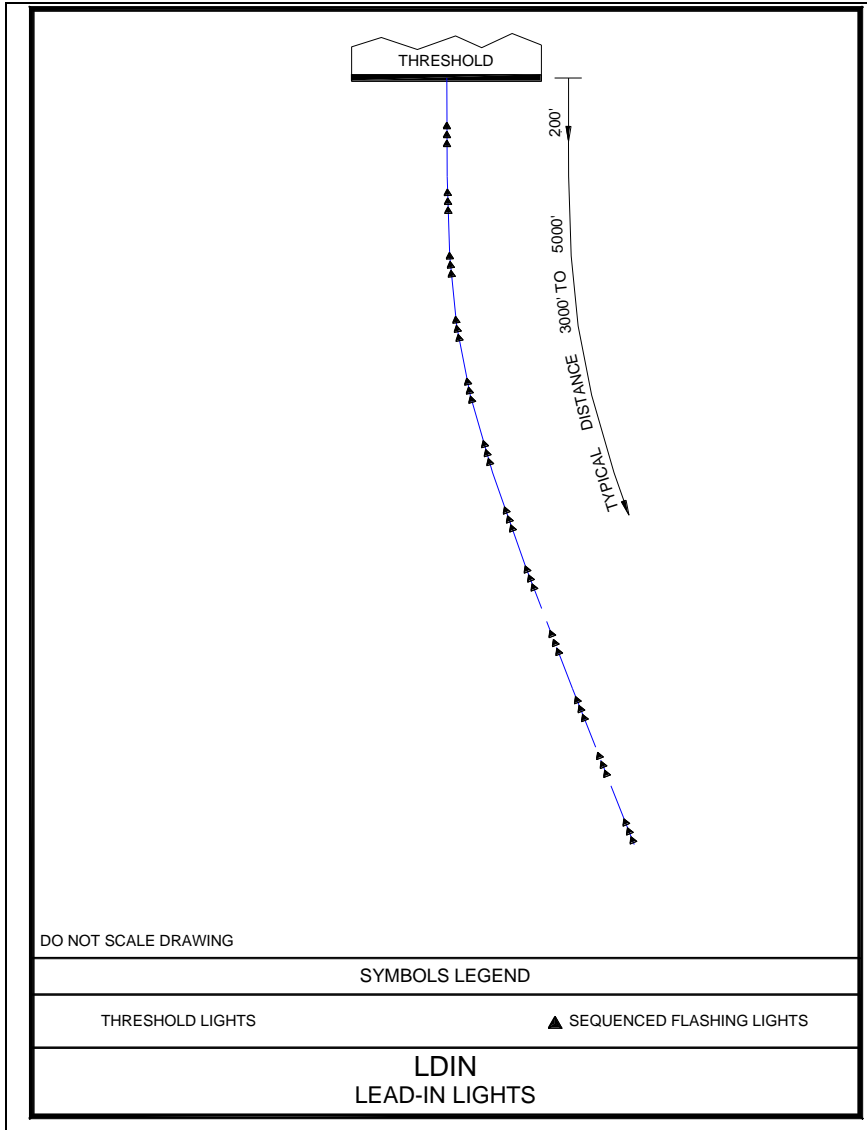 THRESHOLD
200'
TYPICAL DISTANCE 3000' TO 5000'
DO NOT SCALE DRAWING
SYMBOLS LEGEND
THRESHOLD LIGHTS
SEQUENCED FLASHING LIGHTS
LDIN
LEAD-IN LIGHTS